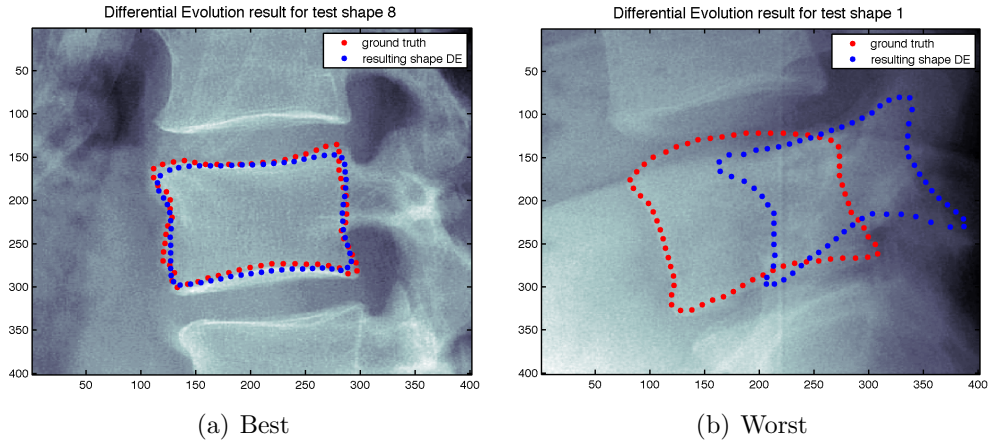 Differential Evolution result for test shape 8
ground truth
resulting shape DE
50
100
150
200
250
300
350
400
50 100 150 200 250 300 350 400
(a) Best
Differential Evolution result for test shape 1
ground truth
resulting shape DE
50
100
150
200
250
300
350
400
50 100 150 200 250 300 350 400
(b) Worst